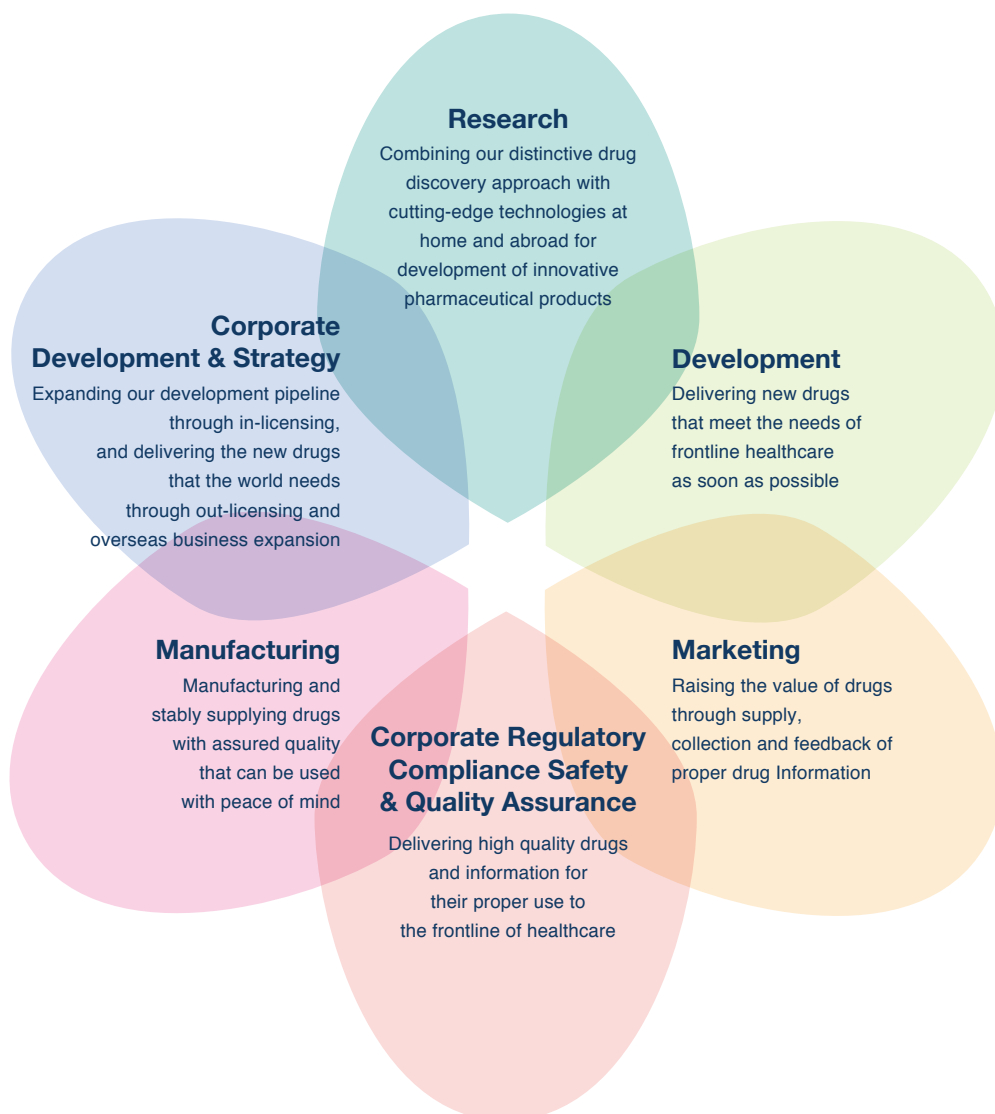 Research
Combining our distinctive drug
discovery approach with
cutting-edge technologies at
home and abroad for
development of innovative
pharmaceutical products
Corporate
Development & Strategy
Expanding our development pipeline
through in-licensing,
and delivering the new drugs
that the world needs
through out-licensing and
overseas business expansion
Development
Delivering new drugs
that meet the needs of
frontline healthcare
as soon as possible
Manufacturing
Manufacturing and
stably supplying drugs
with assured quality
that can be used
with peace of mind
Marketing
Raising the value of drugs
through supply,
collection and feedback of
proper drug Information
Corporate Regulatory
Compliance Safety
& Quality Assurance
Delivering high quality drugs
and information for
their proper use to
the frontline of healthcare